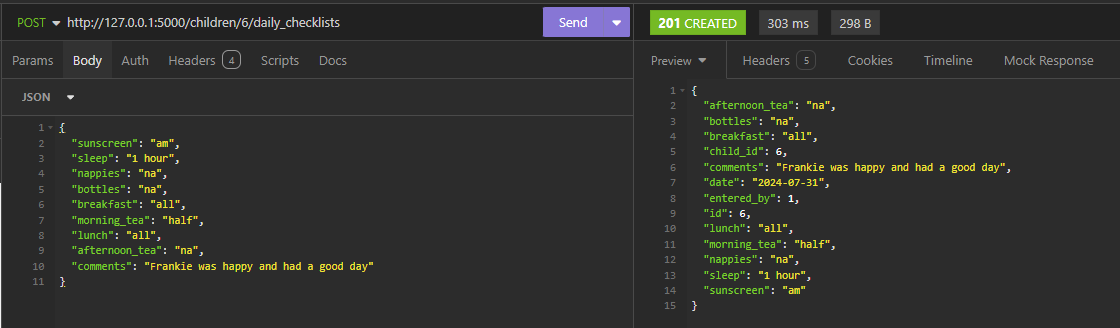 POST http://127.0.0.1:5000/children/6/daily_checklists Send
Params Body Auth Headers 4 Scripts Docs
JSON
1 {
2 "sunscreen": "am",
3 "sleep": "1 hour",
4 "nappies": "na",
5 "bottles": "na",
6 "breakfast": "all",
7 "morning_tea": "half",
8 "lunch": "all",
9 "afternoon_tea": "na",
10 "comments": "Frankie was happy and had a good day"
11 }
201 CREATED 303 ms 298 B
Preview Headers 5 Cookies Timeline Mock Response
1 {
2 "afternoon_tea": "na",
3 "bottles": "na",
4 "breakfast": "all",
5 "child_id": 6,
6 "comments": "Frankie was happy and had a good day",
7 "date": "2024-07-31",
8 "entered_by": 1,
9 "id": 6,
10 "lunch": "all",
11 "morning_tea": "half",
12 "nappies": "na",
13 "sleep": "1 hour",
14 "sunscreen": "am"
15 }